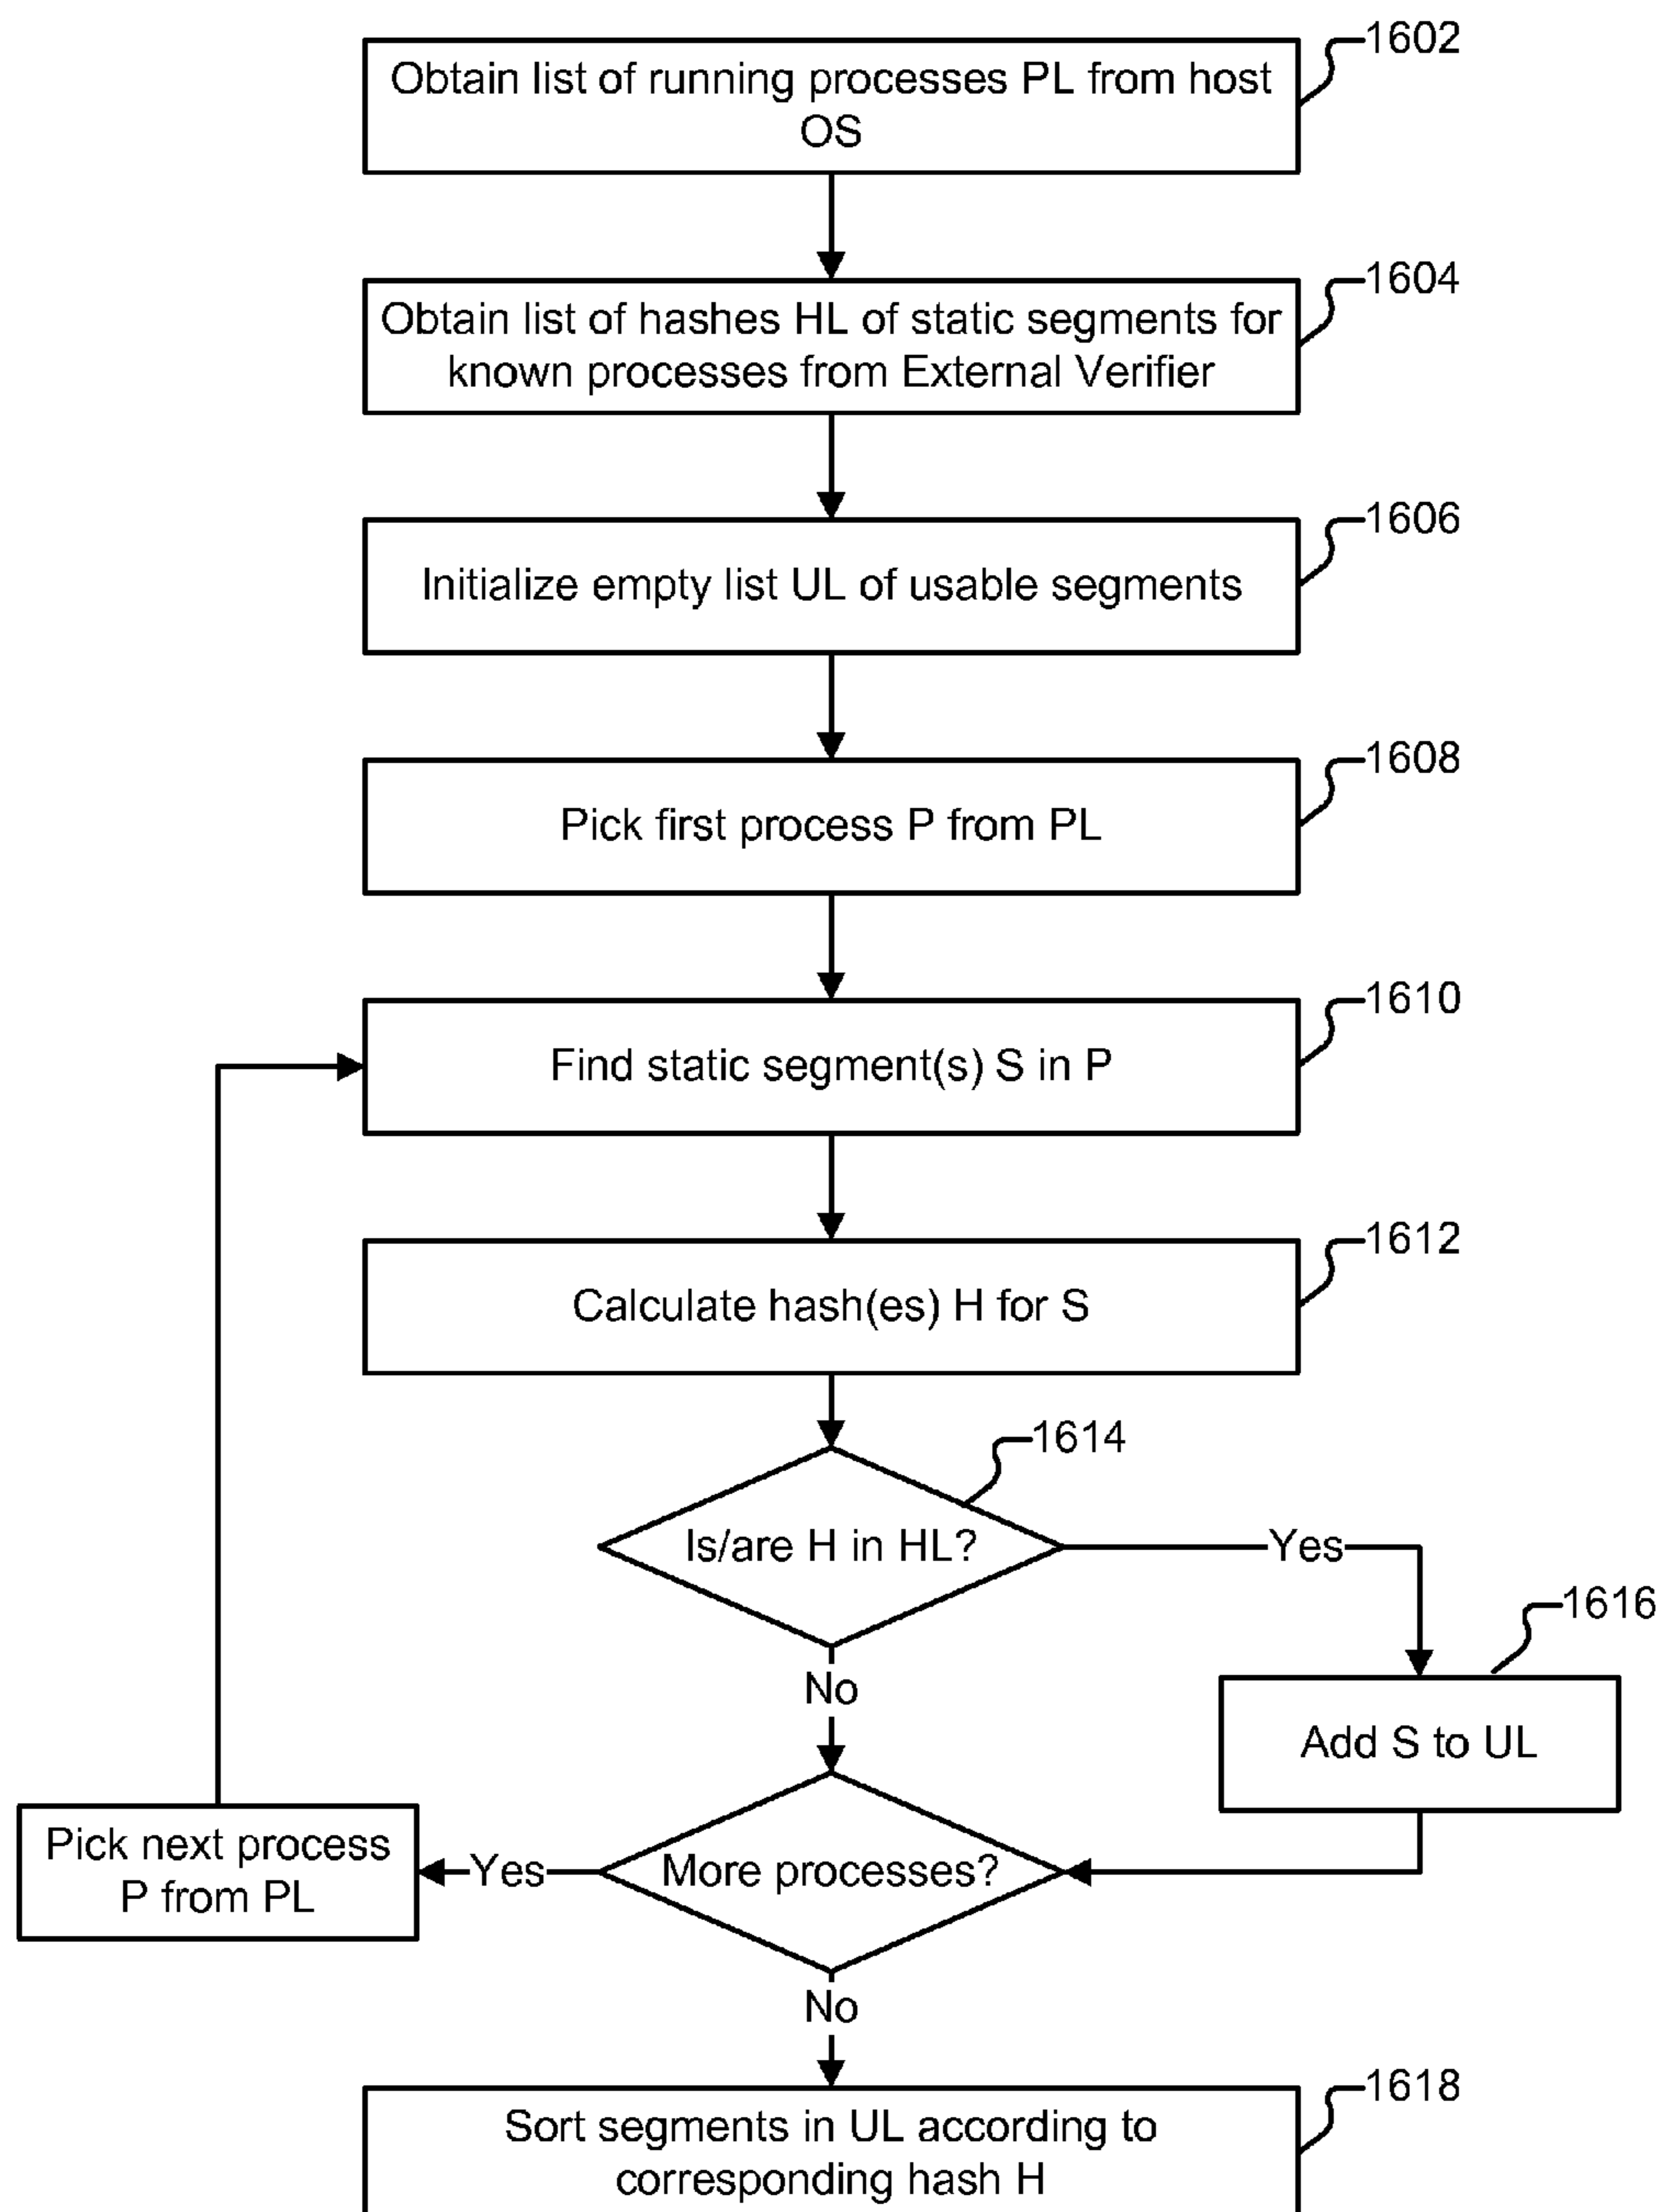 1602
Obtain list of running processes PL from host
OS
1604
Obtain list of hashes HL of static segments for
known processes from External Verifier
1606
Initialize empty list UL of usable segments
1608
Pick first process P from PL
1610
Find static segment(s) S in P
1612
Calculate hash(es) H for S
1614
Is/are H in HL?
Yes
1616
No
Add S to UL
Pick next process
P from PL
Yes
More processes?
No
1618
Sort segments in UL according to
corresponding hash H